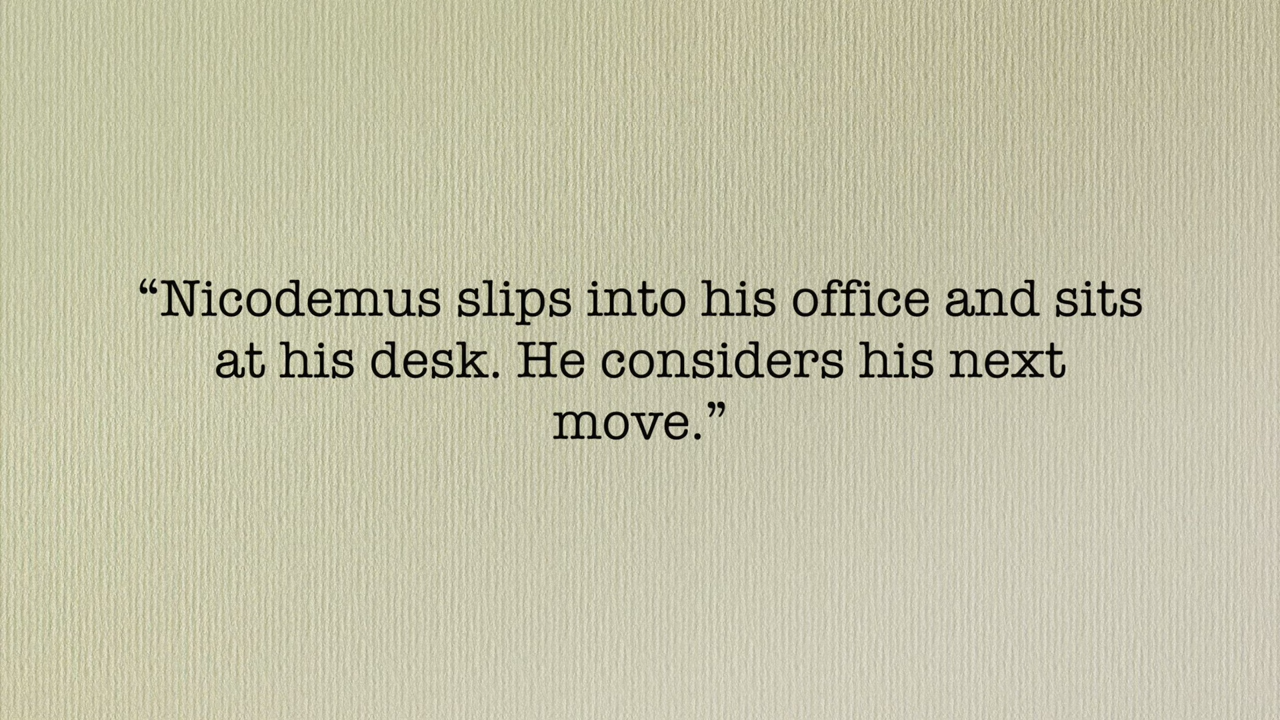 “Nicodemus slips into his office and sits
at his desk. He considers his next
move.”